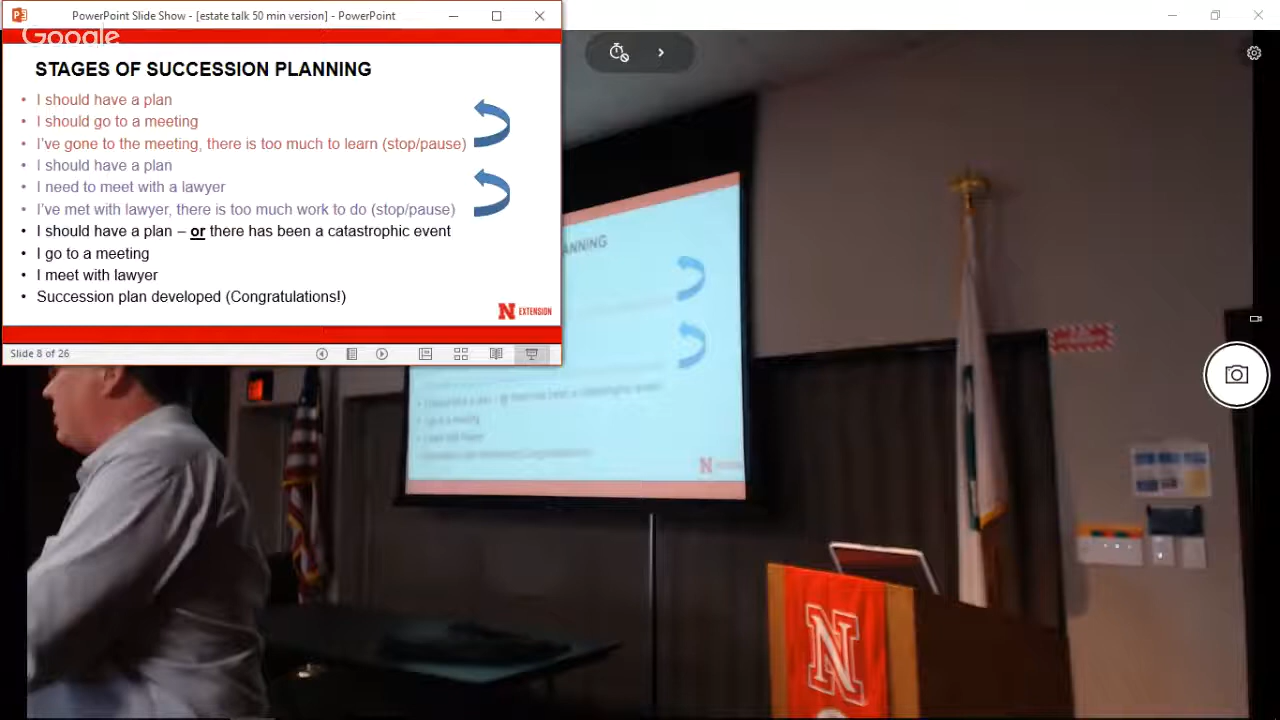 PowerPoint Slide Show - [estate talk 50 min version] - PowerPoint
Google
STAGES OF SUCCESSION PLANNING
• I should have a plan
• I should go to a meeting
• I've gone to the meeting, there is too much to learn (stop/pause)
• I should have a plan
• I need to meet with a lawyer
• I've met with lawyer, there is too much work to do (stop/pause)
• I should have a plan – or there has been a catastrophic event
• I go to a meeting
• I meet with lawyer
• Succession plan developed (Congratulations!)
N EXTENSION
Slide 8 of 26
ANNING
N
N